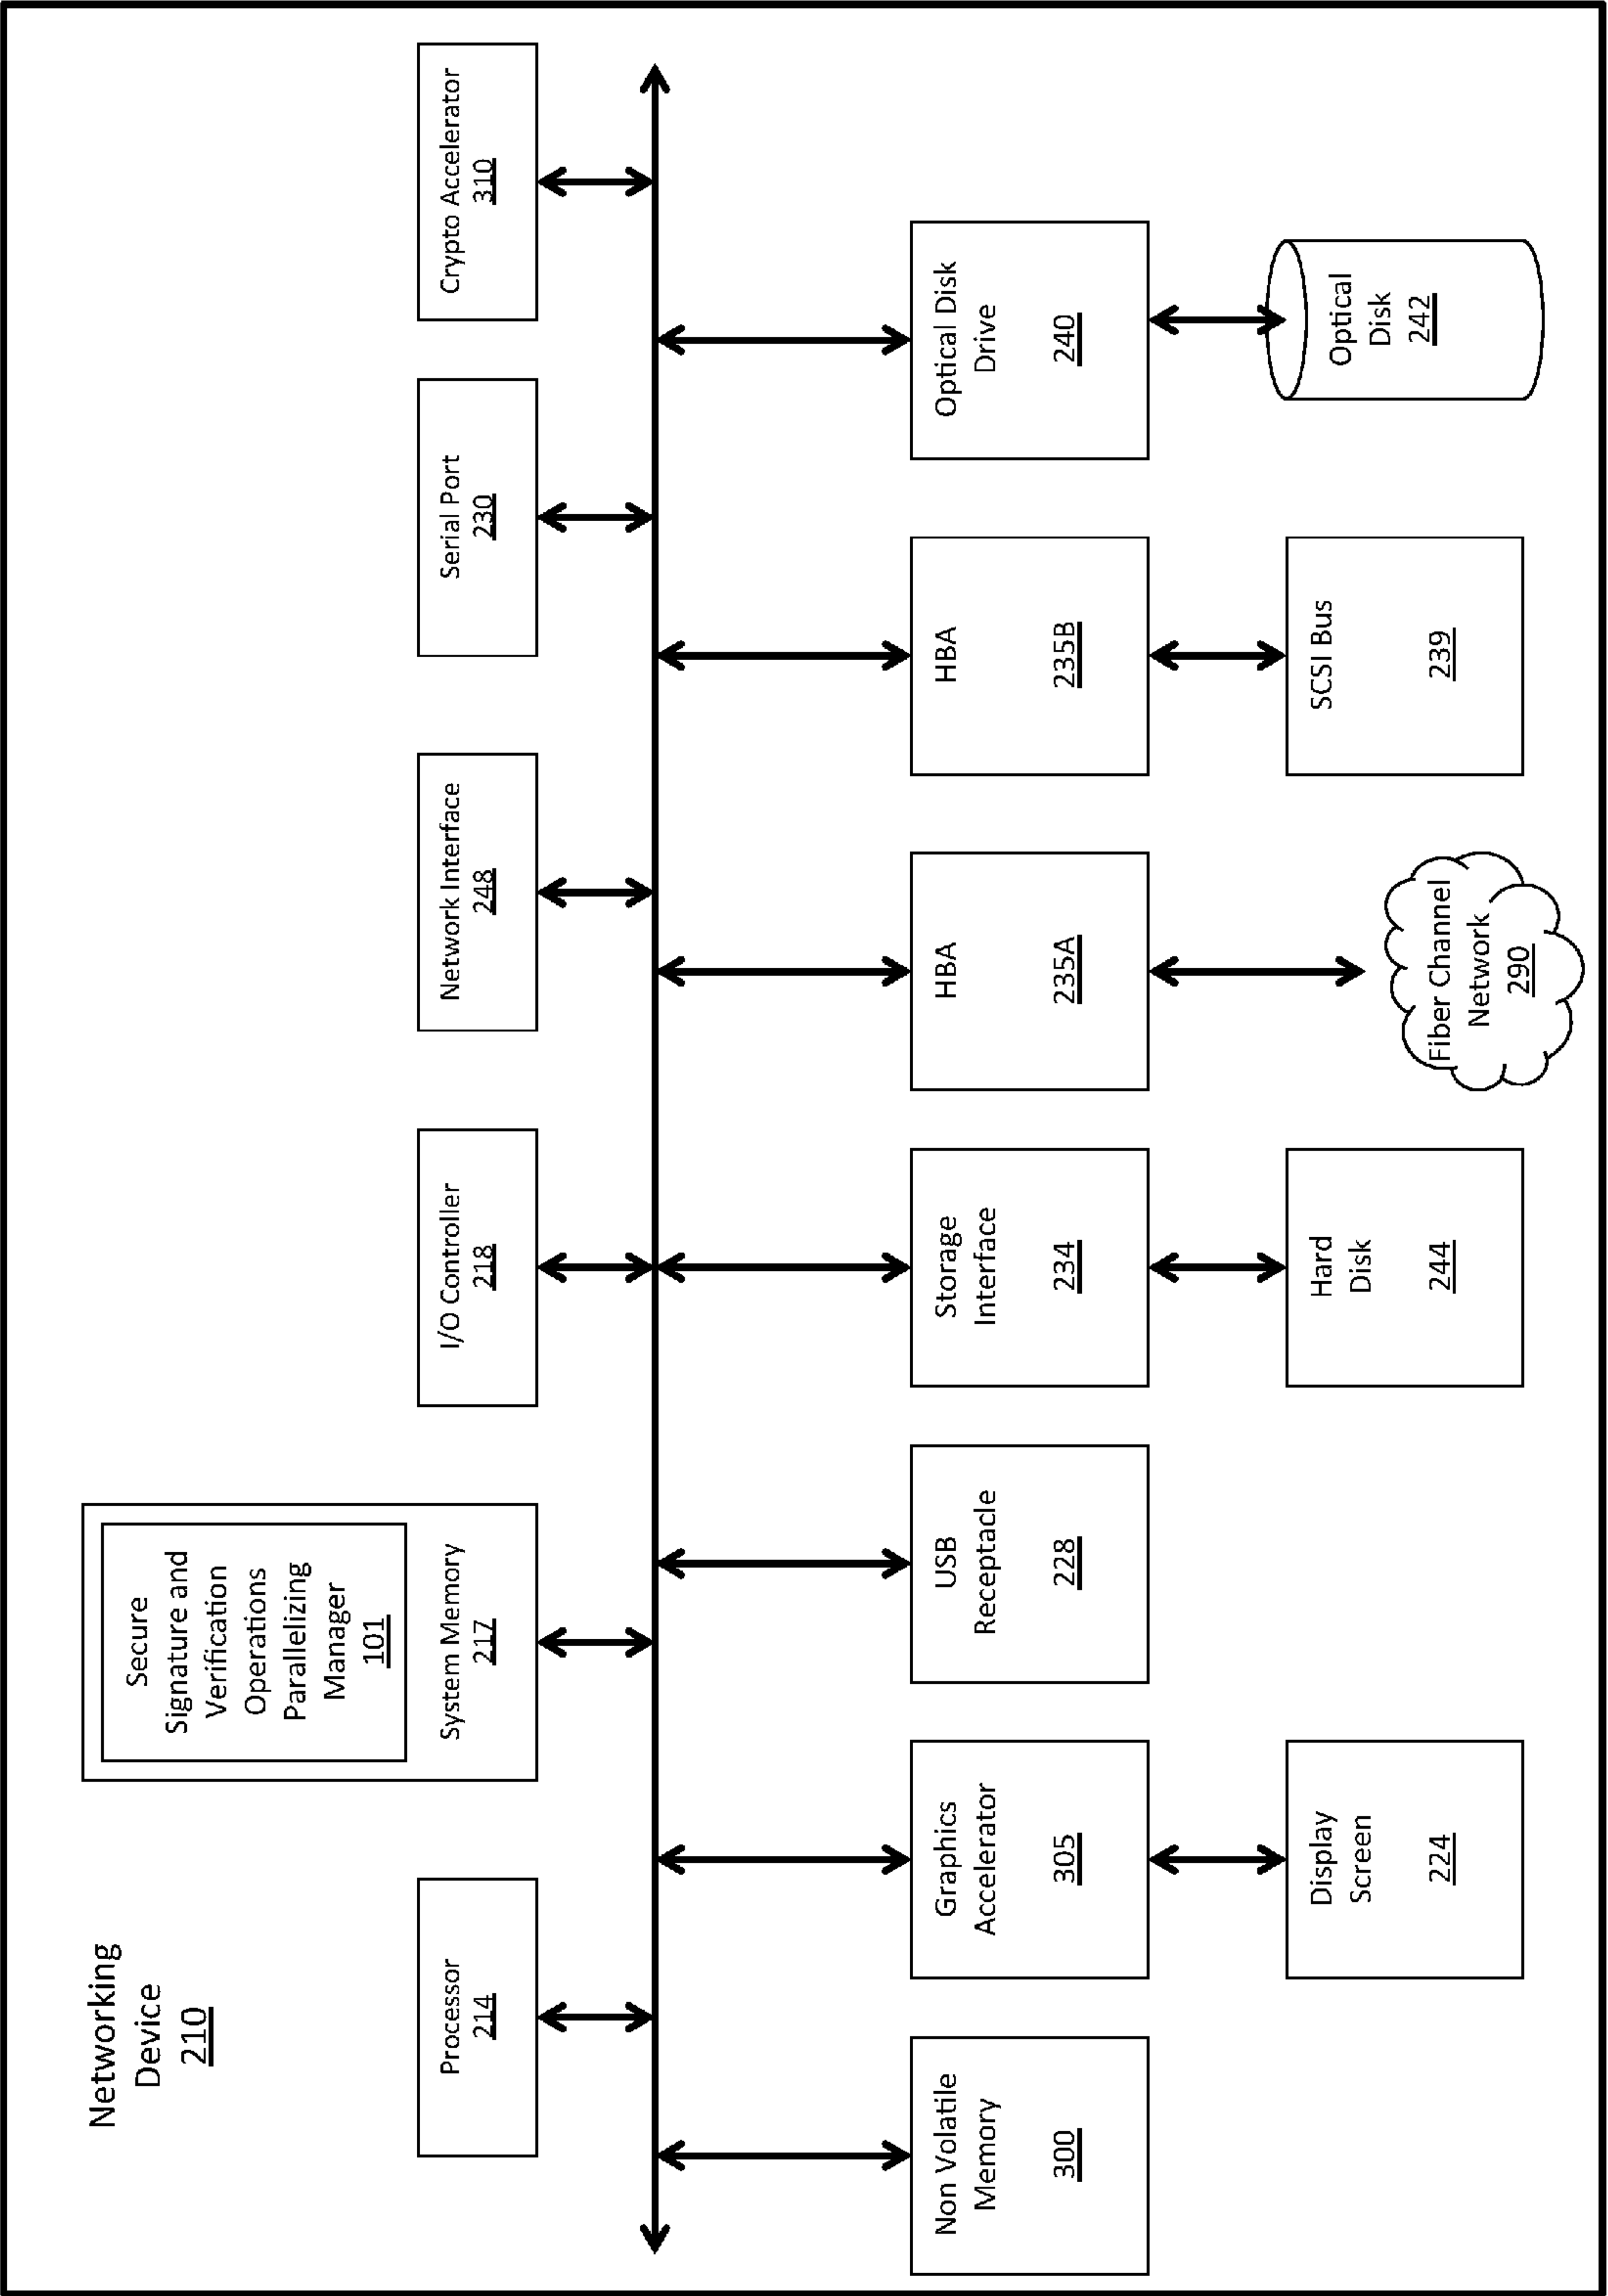 Networking
Device
210
Processor
214
Secure
Signature and
Verification
Operations
Parallelizing
Manager
101
System Memory
217
I/O Controller
218
Network Interface
248
Serial Port
230
Crypto Accelerator
310
Non Volatile
Memory
300
Graphics
Accelerator
305
USB
Receptacle
228
Storage
Interface
234
HBA
235A
HBA
235B
Optical Disk
Drive
240
Display
Screen
224
Hard
Disk
244
Fiber Channel
Network
290
SCSI Bus
239
Optical
Disk
242